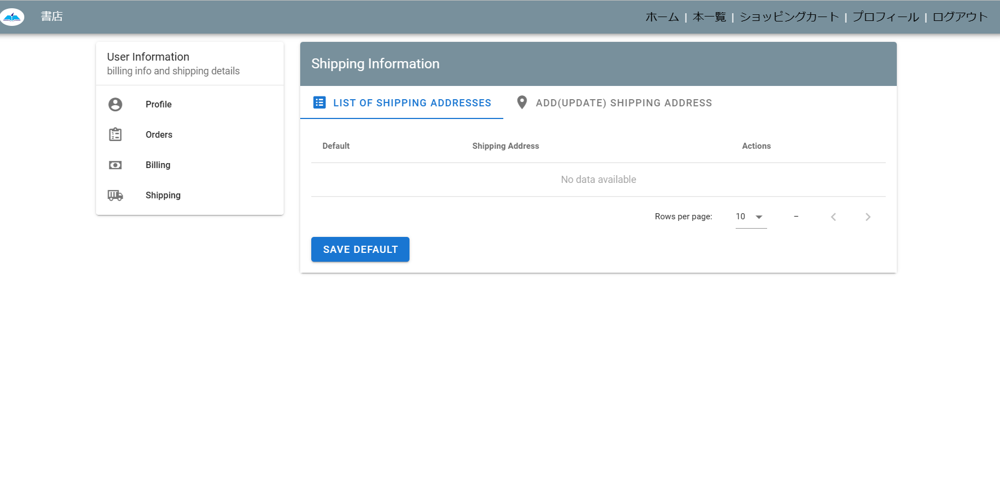 書店
ホーム | 本一覧 | ショッピングカート | プロフィール | ログアウト
User Information
billing info and shipping details
Profile
Orders
Billing
Shipping
Shipping Information
LIST OF SHIPPING ADDRESSES
ADD(UPDATE) SHIPPING ADDRESS
Default Shipping Address Actions
No data available
Rows per page: 10 –
SAVE DEFAULT